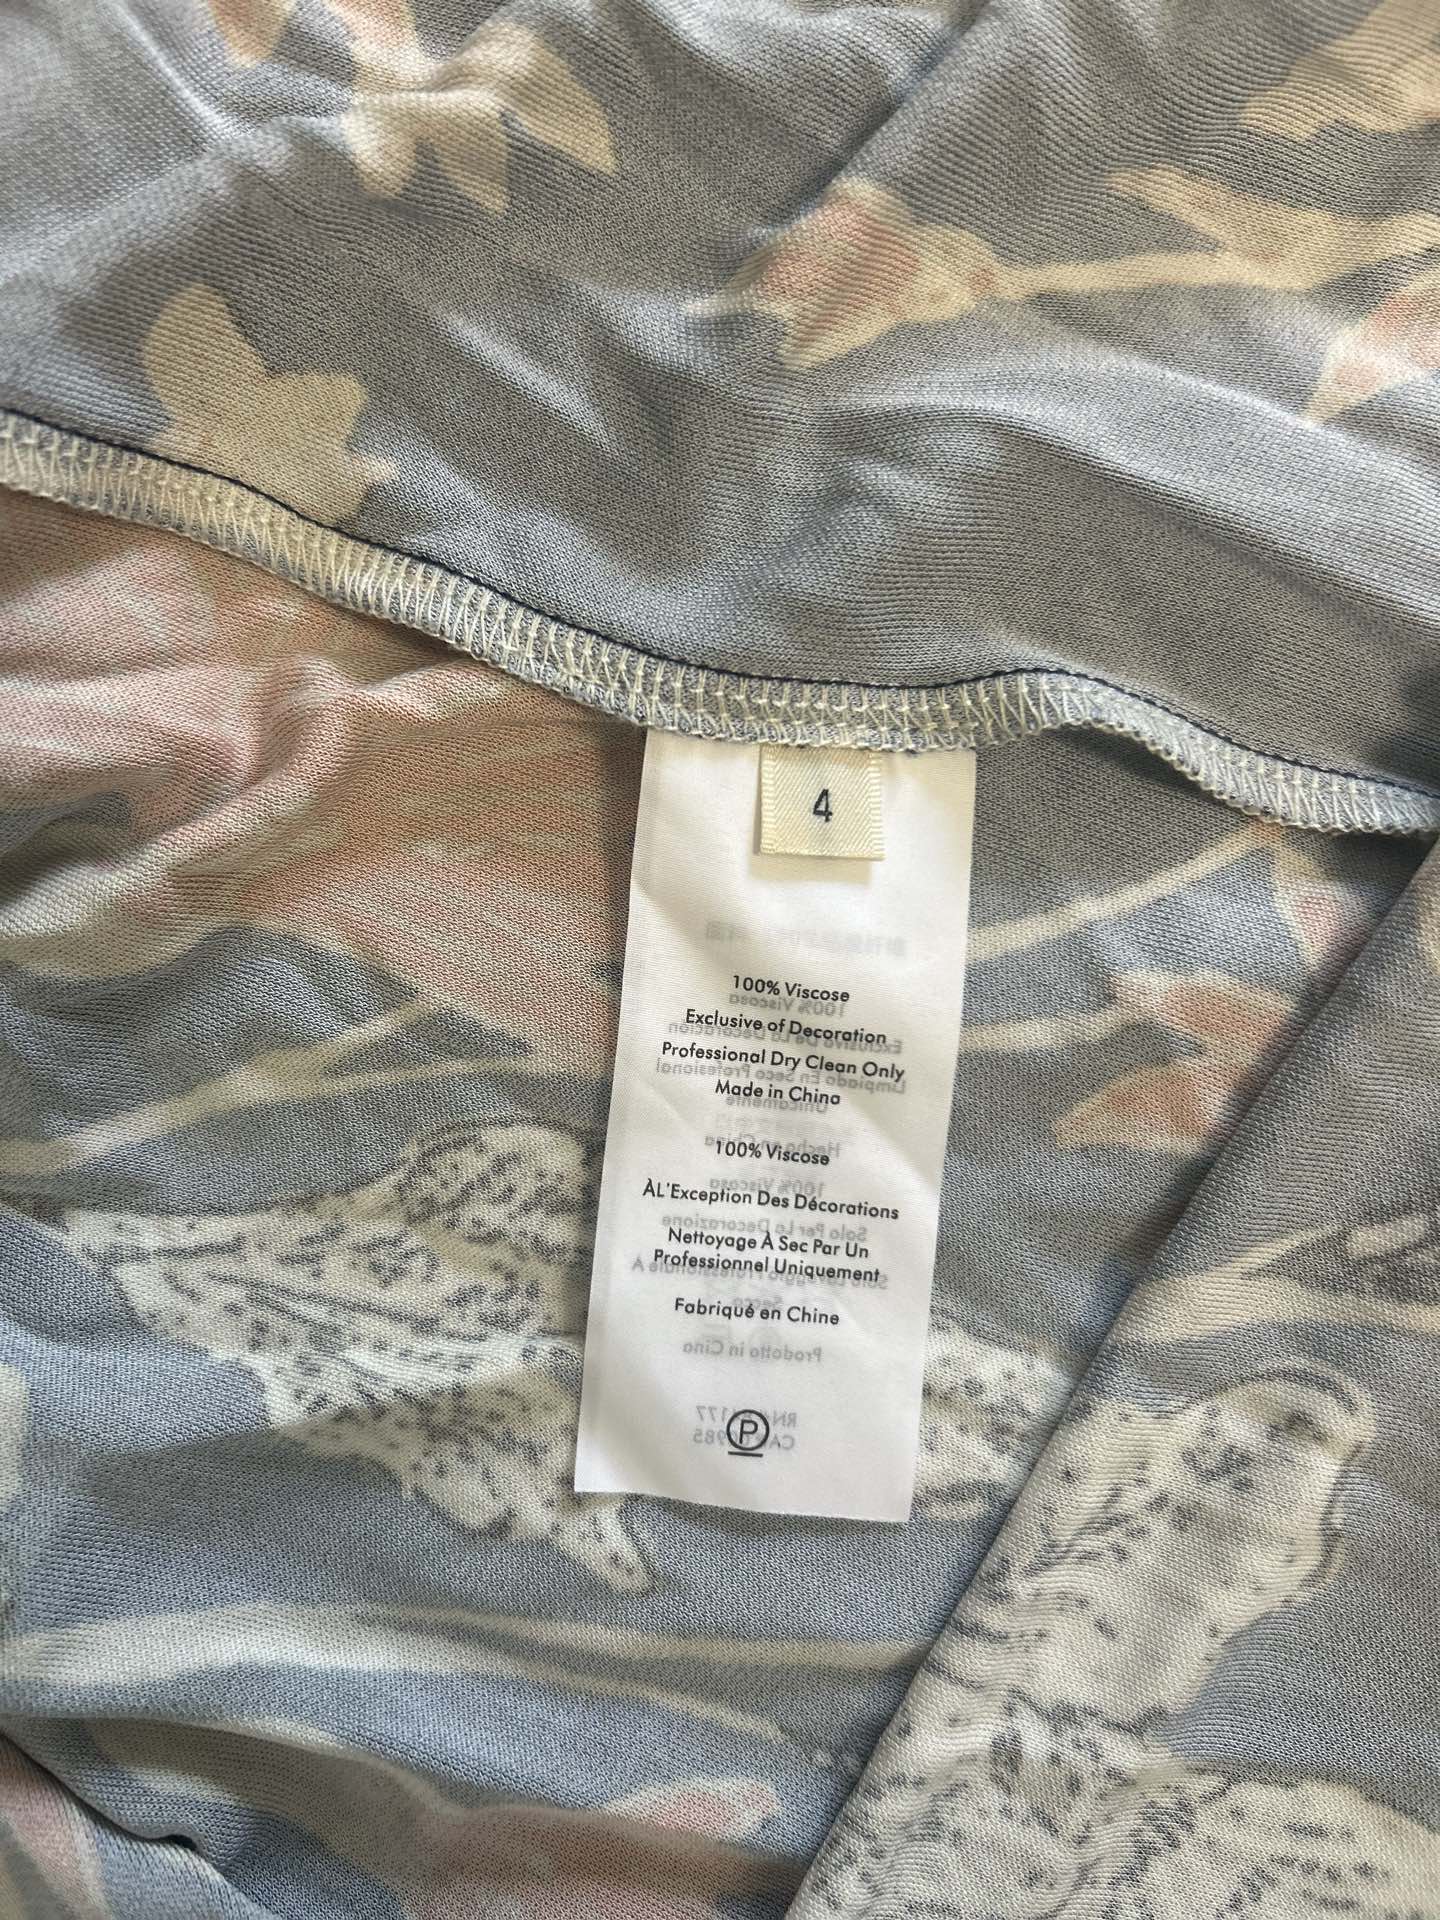 4
100% Viscose
Exclusive of Decoration
Professional Dry Clean Only
Made in China
100% Viscose
ÀL'Exception Des Décorations
Nettoyage À Sec Par Un
Professionnel Uniquement
Fabriqué en Chine
P